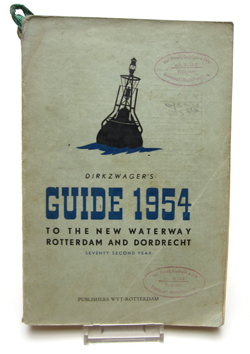 DIRKZWAGER'S
GUIDE 1954
TO THE NEW WATERWAY
ROTTERDAM AND DORDRECHT
SEVENTY SECOND YEAR
PUBLISHERS WYT-ROTTERDAM